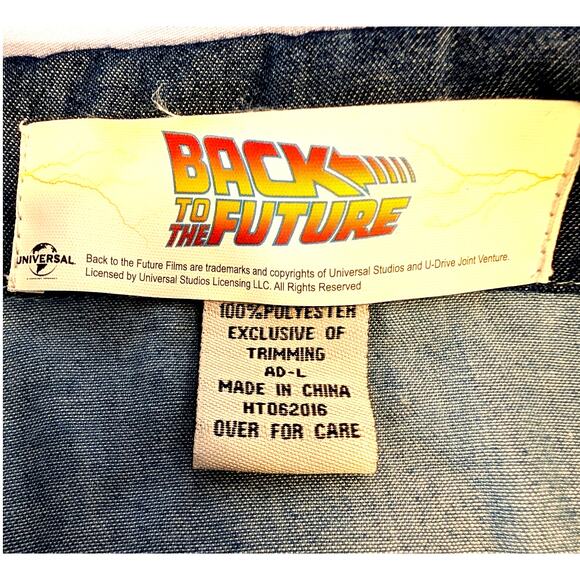 BACK
TO
THE FUTURE
UNIVERSAL
Back to the Future Films are trademarks and copyrights of Universal Studios and U-Drive Joint Venture.
Licensed by Universal Studios Licensing LLC. All Rights Reserved
100%POLYESTER
EXCLUSIVE OF
TRIMMING
AD-L
MADE IN CHINA
HT062016
OVER FOR CARE